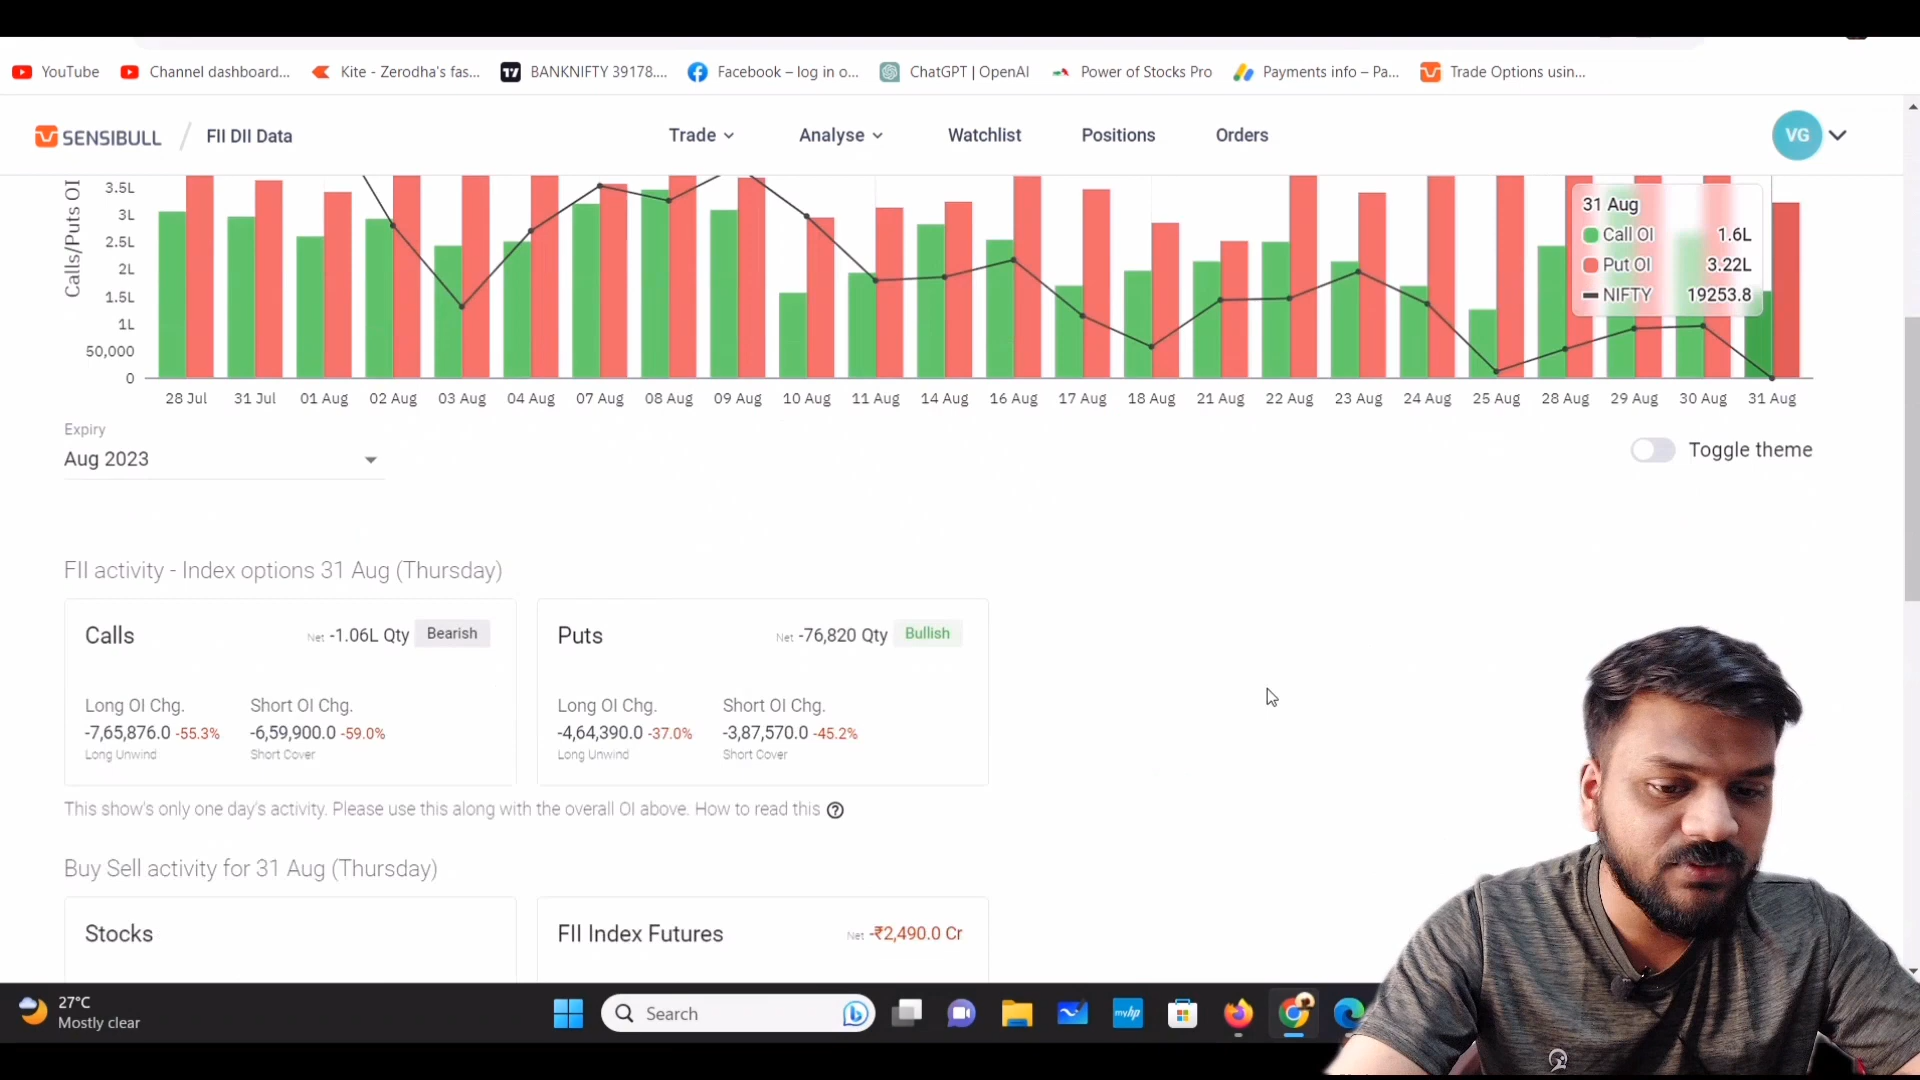 YouTube Channel dashboard... Kite - Zerodha's fas... BANKNIFTY 39178.... Facebook – log in o... ChatGPT | OpenAI Power of Stocks Pro Payments info – Pa... Trade Options usin...
SENSIBULL / FII DII Data Trade Analyse Watchlist Positions Orders VG
Calls/Puts OI
3.5L
3L
2.5L
2L
1.5L
1L
50,000
0
31 Aug
Call OI 1.6L
Put OI 3.22L
NIFTY 19253.8
28 Jul 31 Jul 01 Aug 02 Aug 03 Aug 04 Aug 07 Aug 08 Aug 09 Aug 10 Aug 11 Aug 14 Aug 16 Aug 17 Aug 18 Aug 21 Aug 22 Aug 23 Aug 24 Aug 25 Aug 28 Aug 29 Aug 30 Aug 31 Aug
Expiry
Aug 2023
Toggle theme
FII activity - Index options 31 Aug (Thursday)
Calls Net -1.06L Qty Bearish
Long OI Chg. Short OI Chg.
-7,65,876.0 -55.3% -6,59,900.0 -59.0%
Long Unwind Short Cover
Puts Net -76,820 Qty Bullish
Long OI Chg. Short OI Chg.
-4,64,390.0 -37.0% -3,87,570.0 -45.2%
Long Unwind Short Cover
This show's only one day's activity. Please use this along with the overall OI above. How to read this ?
Buy Sell activity for 31 Aug (Thursday)
Stocks
FII Index Futures Net -₹2,490.0 Cr
27°C
Mostly clear
Search
myhp